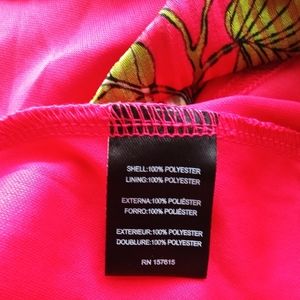 SHELL:100% POLYESTER
LINING:100% POLYESTER
EXTERNA:100% POLIÉSTER
FORRO:100% POLIÉSTER
EXTERIEUR:100% POLYESTER
DOUBLURE:100% POLYESTER
RN 157615